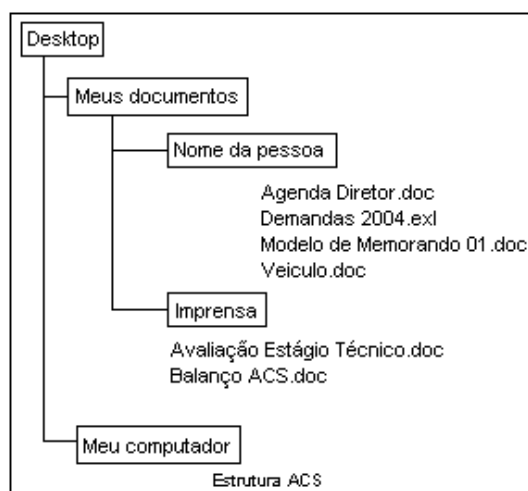 Desktop
Meus documentos
Nome da pessoa
Agenda Diretor.doc
Demandas 2004.exl
Modelo de Memorando 01.doc
Veiculo.doc
Imprensa
Avaliação Estágio Técnico.doc
Balanço ACS.doc
Meu computador
Estrutura ACS